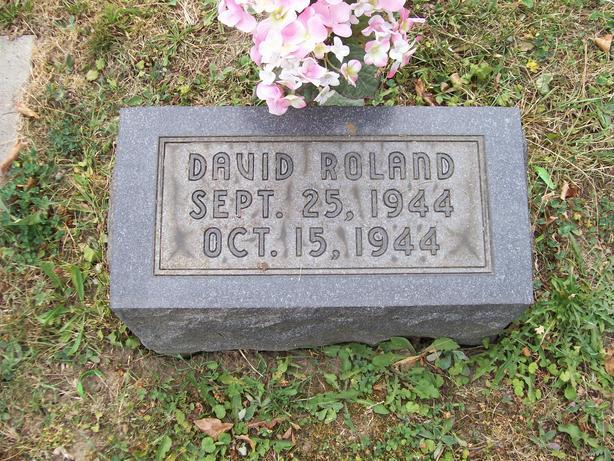 DAVID ROLAND
SEPT. 25, 1944
OCT. 15, 1944